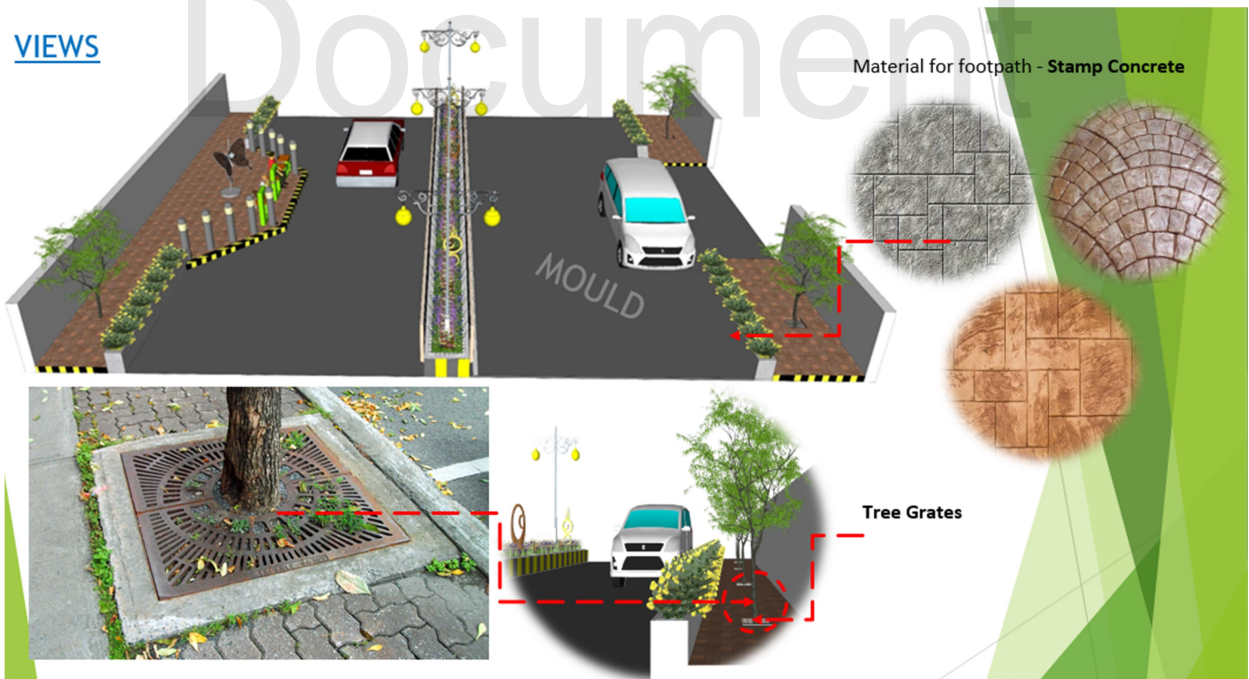 Document
VIEWS
Material for footpath - Stamp Concrete
MOULD
Tree Grates